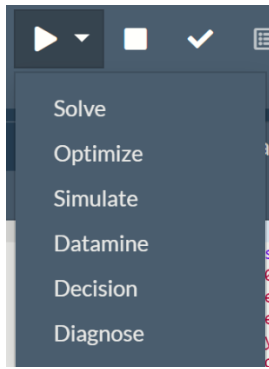 Solve
Optimize
Simulate
Datamine
Decision
Diagnose